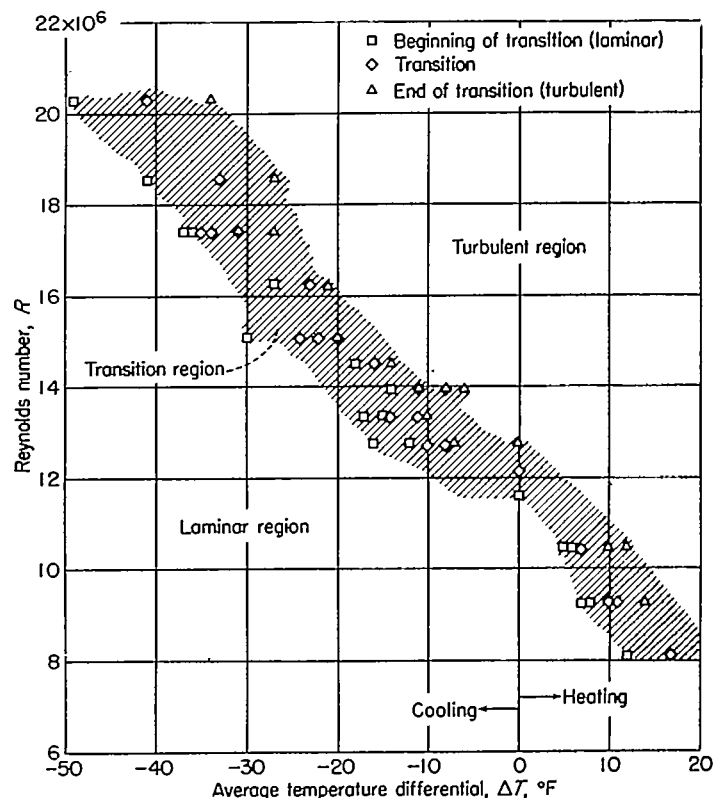 22×10⁶
20
18
16
14
12
10
8
6
Reynolds number, R
□ Beginning of transition (laminar)
◇ Transition
△ End of transition (turbulent)
Turbulent region
Transition region
Laminar region
Cooling
Heating
−50 −40 −30 −20 −10 0 10 20
Average temperature differential, ΔT, °F